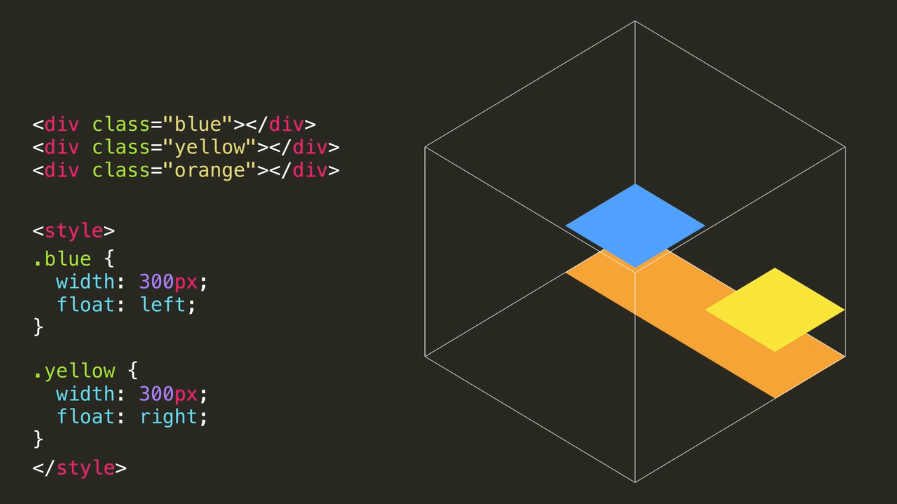 <div class="blue"></div>
<div class="yellow"></div>
<div class="orange"></div>
<style>
.blue {
  width: 300px;
  float: left;
}
.yellow {
  width: 300px;
  float: right;
}
</style>